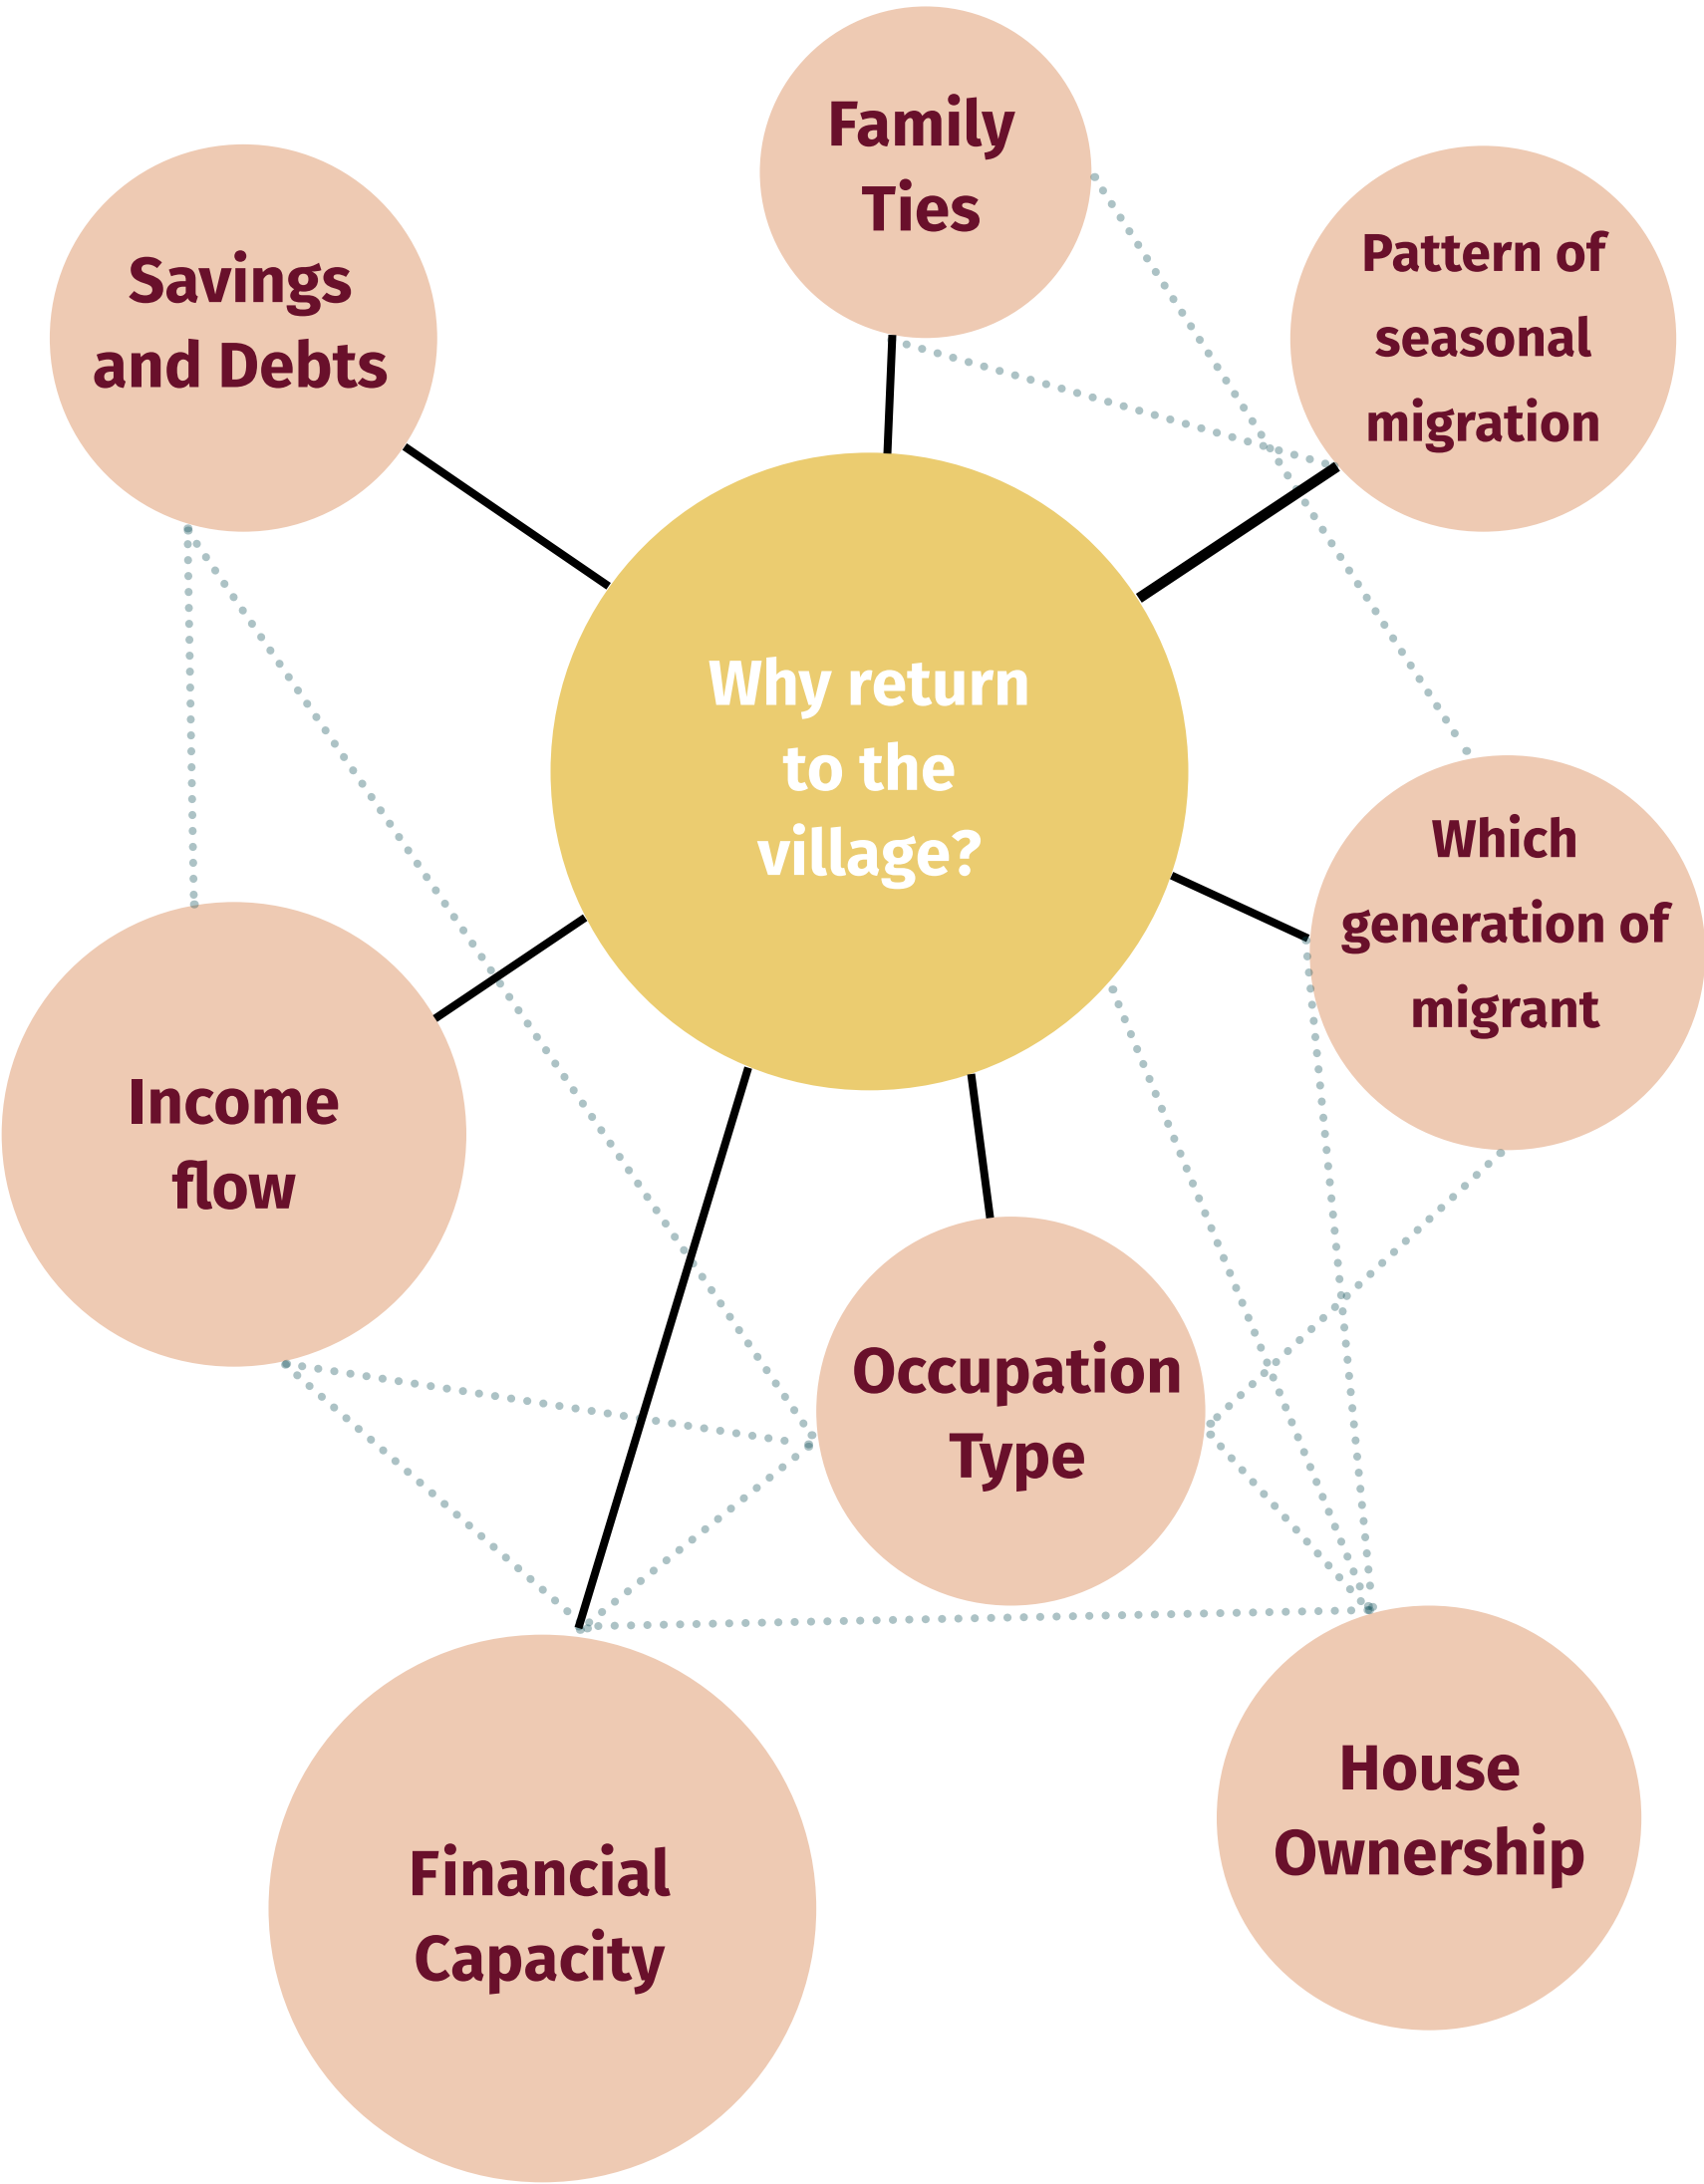 Family
Ties
Savings
and Debts
Pattern of
seasonal
migration
Why return
to the
village?
Which
generation of
migrant
Income
flow
Occupation
Type
Financial
Capacity
House
Ownership